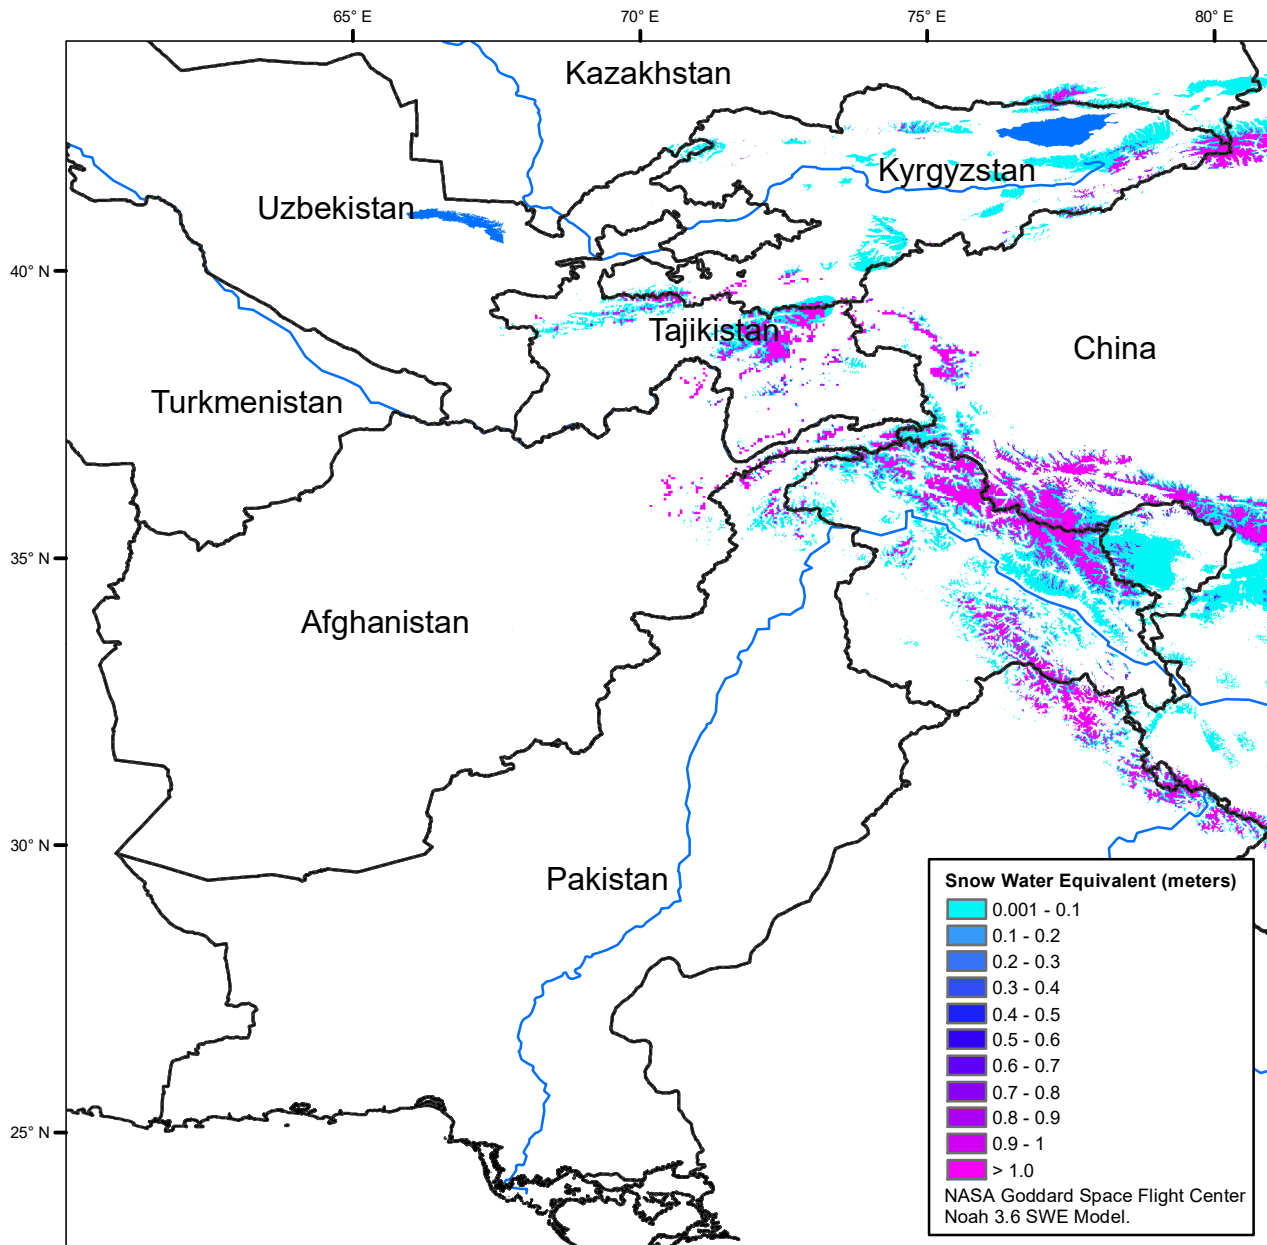 65° E
70° E
75° E
80° E
Kazakhstan
Kyrgyzstan
Uzbekistan
40° N
Tajikistan
China
Turkmenistan
35° N
Afghanistan
30° N
Pakistan
25° N
Snow Water Equivalent (meters)
0.001 - 0.1
0.1 - 0.2
0.2 - 0.3
0.3 - 0.4
0.4 - 0.5
0.5 - 0.6
0.6 - 0.7
0.7 - 0.8
0.8 - 0.9
0.9 - 1
> 1.0
NASA Goddard Space Flight Center
Noah 3.6 SWE Model.